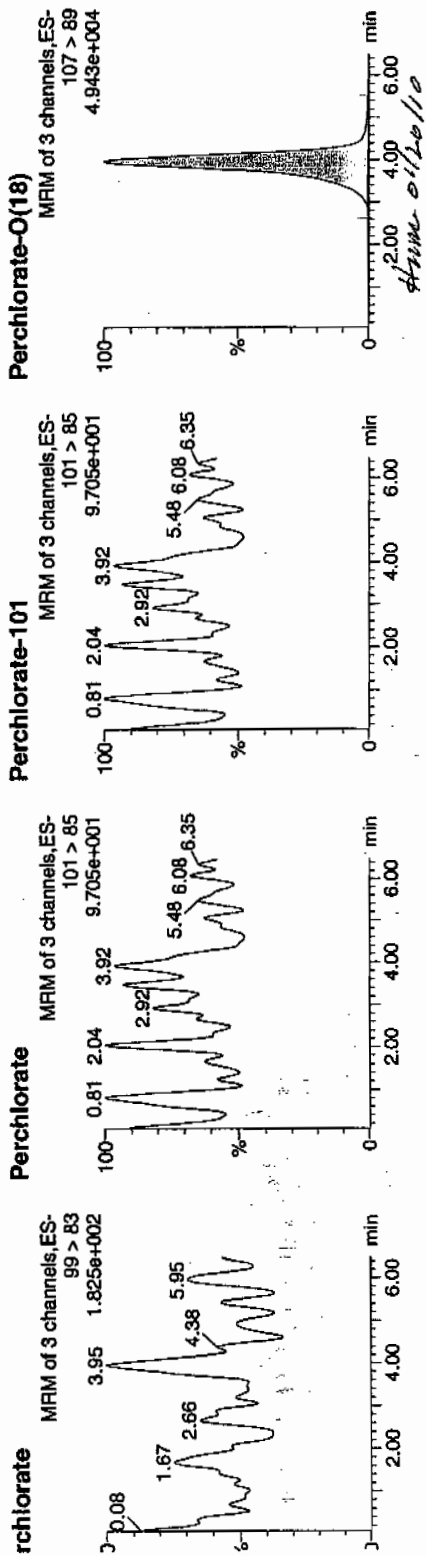 rchlorate
MRM of 3 channels,ES-
99 > 83
1.825e+002
0
0.08
1.67
2.66
3.95
4.38
5.95
0
2.00
4.00
6.00
min
Perchlorate
MRM of 3 channels,ES-
101 > 85
9.705e+001
100
%
0.81
2.04
2.92
3.92
5.48
6.08
6.35
0
2.00
4.00
6.00
min
Perchlorate-101
MRM of 3 channels,ES-
101 > 85
9.705e+001
100
%
0.81
2.04
2.92
3.92
5.48
6.08
6.35
0
2.00
4.00
6.00
min
Perchlorate-O(18)
MRM of 3 channels,ES-
107 > 89
4.943e+004
100
%
0
2.00
4.00
6.00
min